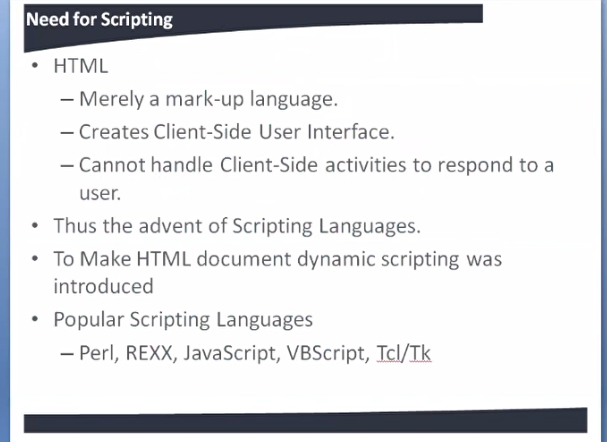 Need for Scripting
• HTML
– Merely a mark-up language.
– Creates Client-Side User Interface.
– Cannot handle Client-Side activities to respond to a
user.
• Thus the advent of Scripting Languages.
• To Make HTML document dynamic scripting was
introduced
• Popular Scripting Languages
– Perl, REXX, JavaScript, VBScript, Tcl/Tk